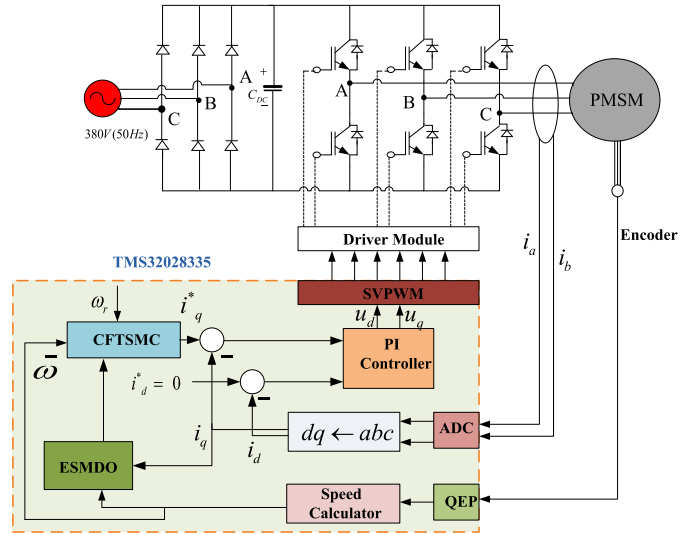 A
B
C
+
C_DC
−
380V(50Hz)
A
B
C
PMSM
Driver Module
i_a
i_b
Encoder
TMS32028335
SVPWM
ω_r
i*_q
u_d
u_q
CFTSMC
−
PI
Controller
−
ω
i*_d = 0
−
i_q
i_d
dq ← abc
ADC
ESMDO
Speed
Calculator
QEP